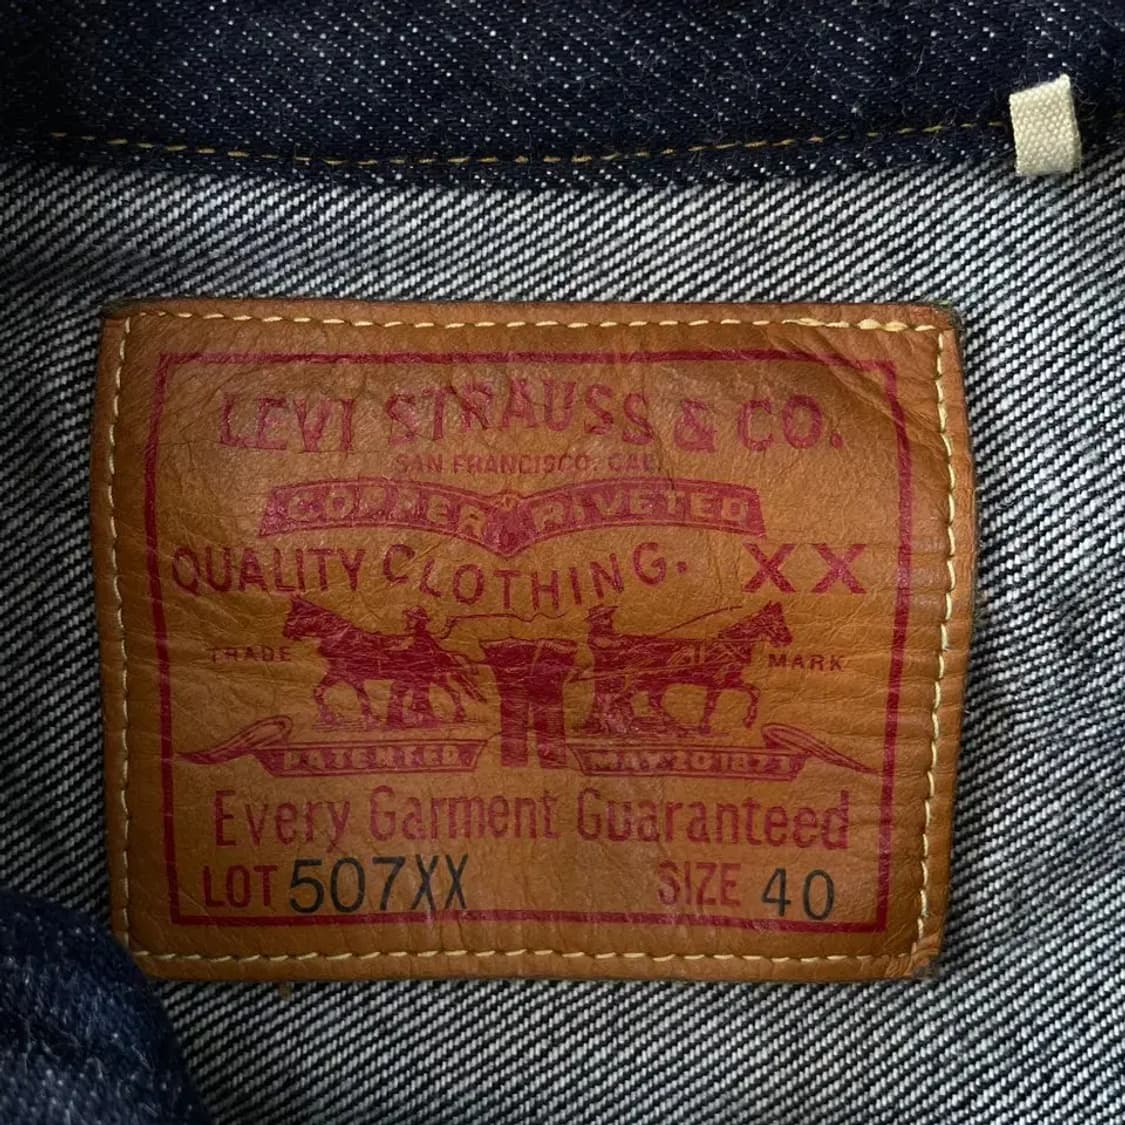 LEVI STRAUSS & CO.
SAN FRANCISCO, CAL.
COPPER RIVETED
QUALITY CLOTHING. XX
TRADE MARK
PATENTED MAY 20 1873
Every Garment Guaranteed
LOT 507XX SIZE 40